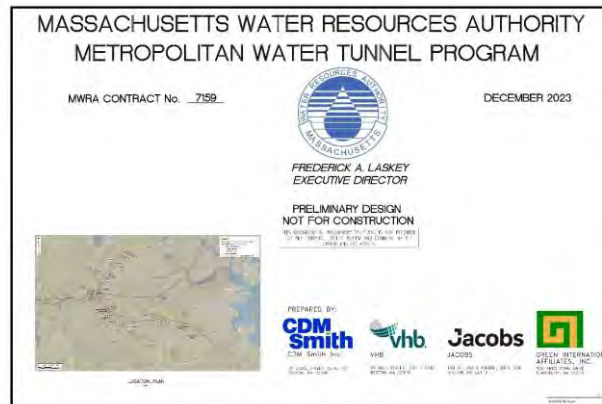 MASSACHUSETTS WATER RESOURCES AUTHORITY
METROPOLITAN WATER TUNNEL PROGRAM
MWRA CONTRACT No. 7159
DECEMBER 2023
WATER RESOURCES AUTHORITY
MASSACHUSETTS
FREDERICK A. LASKEY
EXECUTIVE DIRECTOR
PRELIMINARY DESIGN
NOT FOR CONSTRUCTION
LOCATION PLAN
PREPARED BY:
CDM
Smith
CDM Smith Inc.
vhb
VHB
Jacobs
JACOBS
GREEN INTERNATIONAL
AFFILIATES, INC.